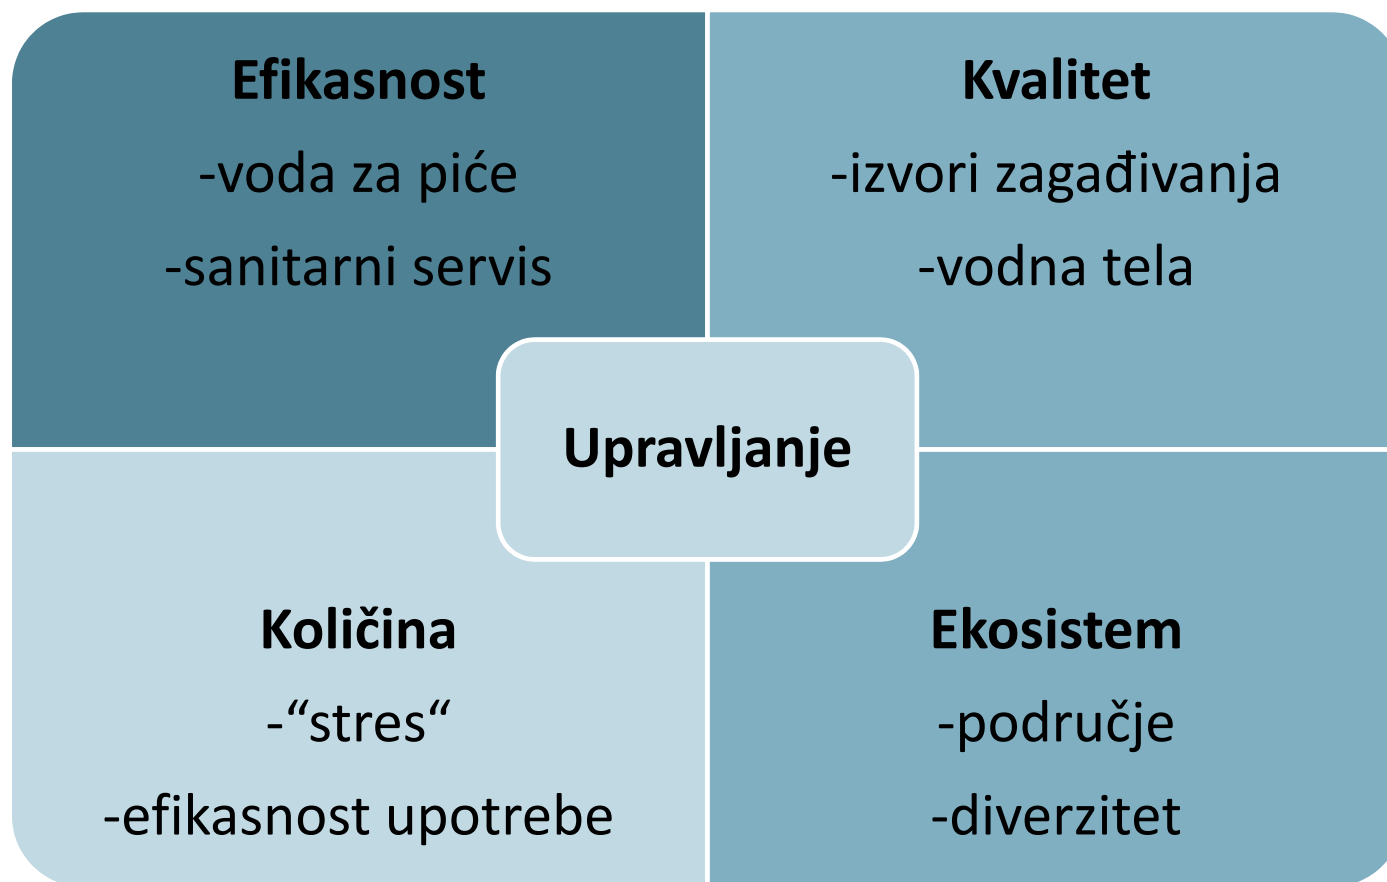 Efikasnost
-voda za piće
-sanitarni servis
Kvalitet
-izvori zagađivanja
-vodna tela
Upravljanje
Količina
-“stres“
-efikasnost upotrebe
Ekosistem
-područje
-diverzitet